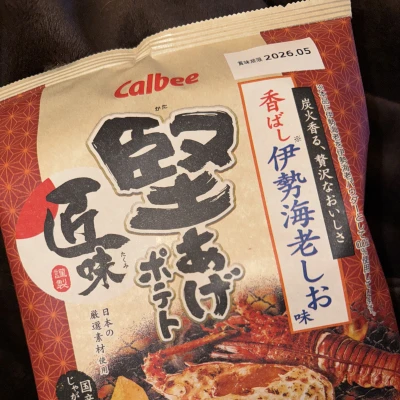 賞味期限 2026.05
Calbee
かた
堅あげ
ポテト
匠味
たくみ
謹製
日本の
厳選素材使用
炭火香る、贅沢なおいしさ
香ばし
※伊勢海老しお味
国産
じゃが